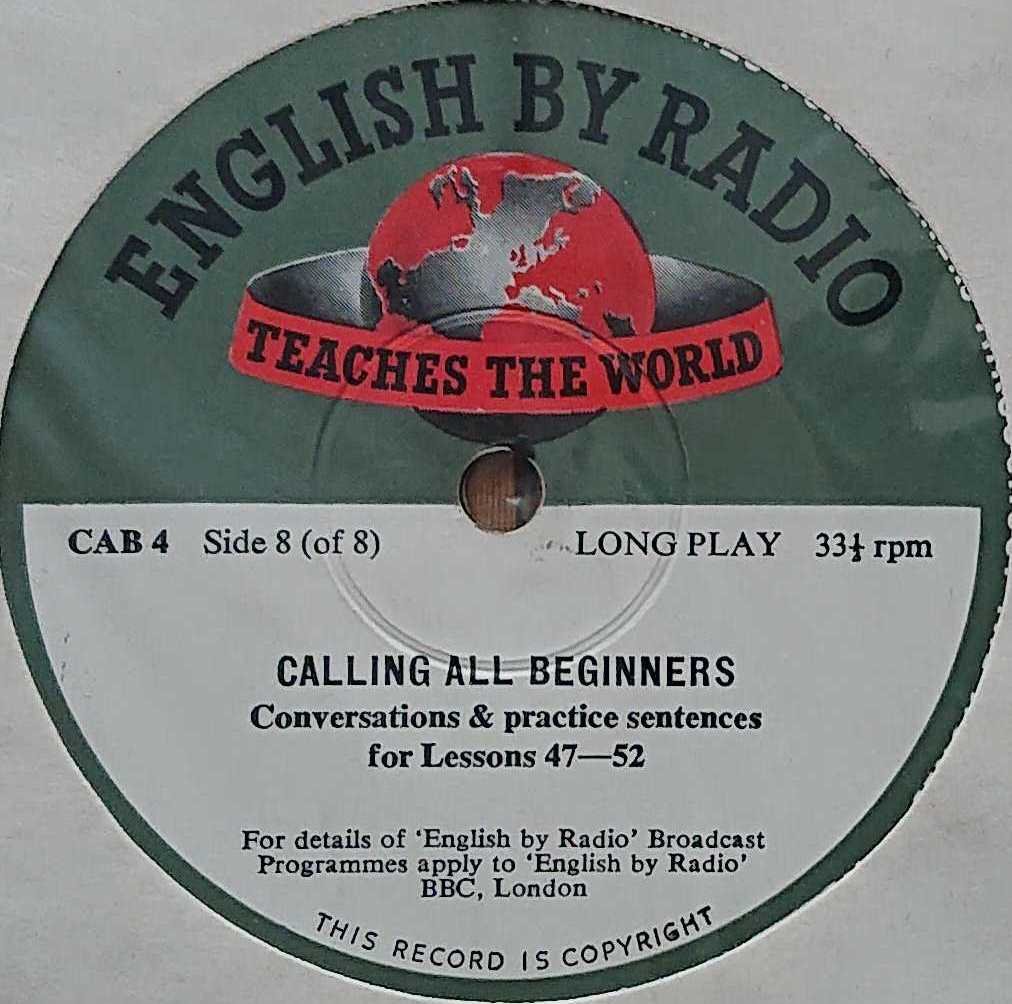 ENGLISH BY RADIO
TEACHES THE WORLD
CAB 4 Side 8 (of 8) LONG PLAY 33⅓ rpm
CALLING ALL BEGINNERS
Conversations & practice sentences
for Lessons 47—52
For details of ‘English by Radio’ Broadcast
Programmes apply to ‘English by Radio’
BBC, London
THIS RECORD IS COPYRIGHT